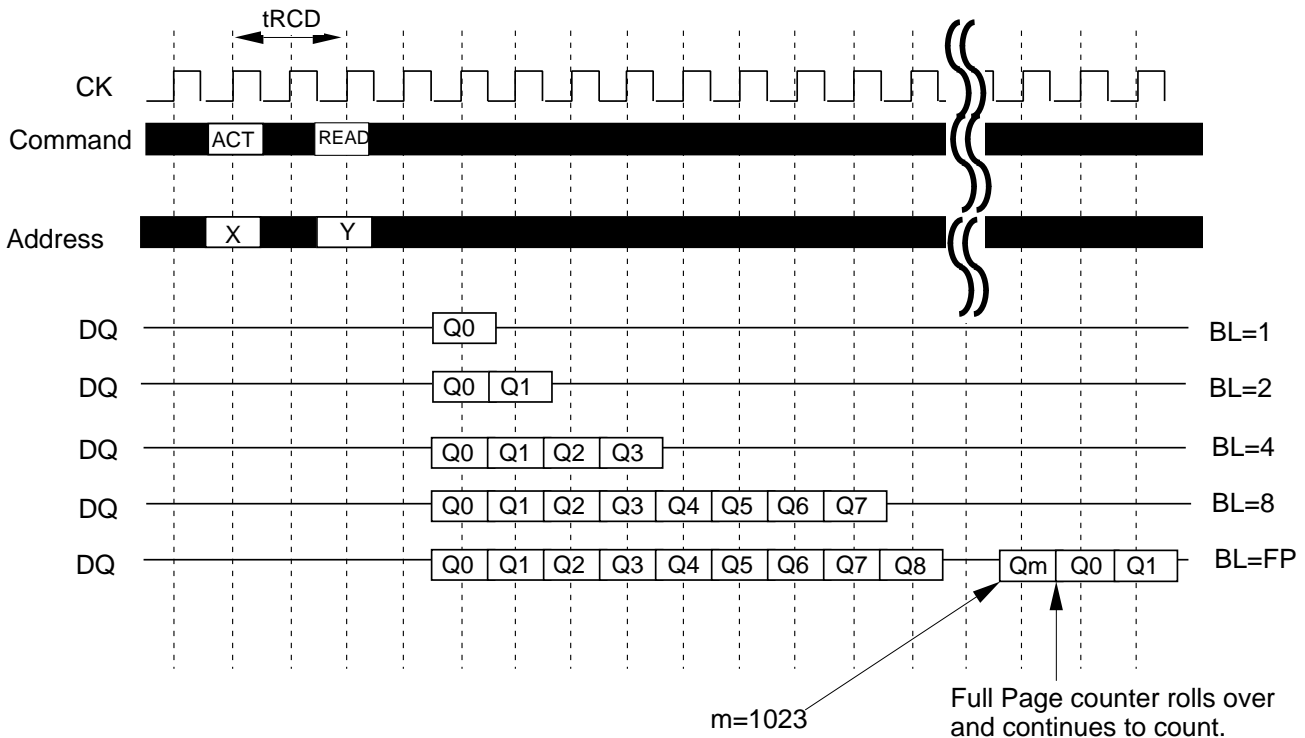 tRCD
CK
Command ACT READ
Address X Y
DQ Q0 BL=1
DQ Q0 Q1 BL=2
DQ Q0 Q1 Q2 Q3 BL=4
DQ Q0 Q1 Q2 Q3 Q4 Q5 Q6 Q7 BL=8
DQ Q0 Q1 Q2 Q3 Q4 Q5 Q6 Q7 Q8 Qm Q0 Q1 BL=FP
m=1023
Full Page counter rolls over
and continues to count.